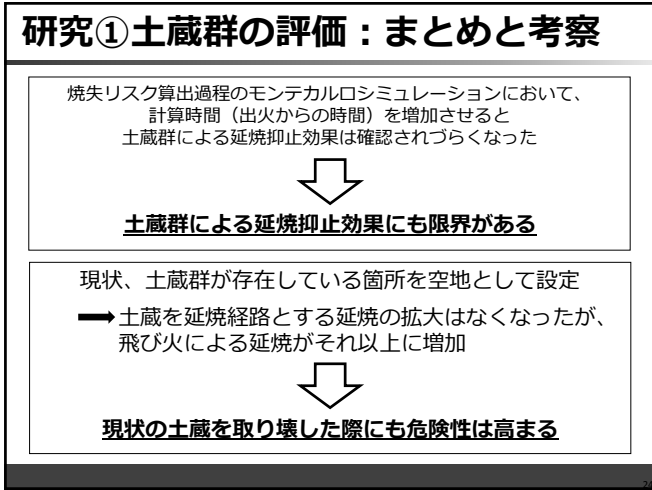 研究①土蔵群の評価：まとめと考察
焼失リスク算出過程のモンテカルロシミュレーションにおいて、
計算時間（出火からの時間）を増加させると
土蔵群による延焼抑止効果は確認されづらくなった
土蔵群による延焼抑止効果にも限界がある
現状、土蔵群が存在している箇所を空地として設定
土蔵を延焼経路とする延焼の拡大はなくなったが、
飛び火による延焼がそれ以上に増加
現状の土蔵を取り壊した際にも危険性は高まる